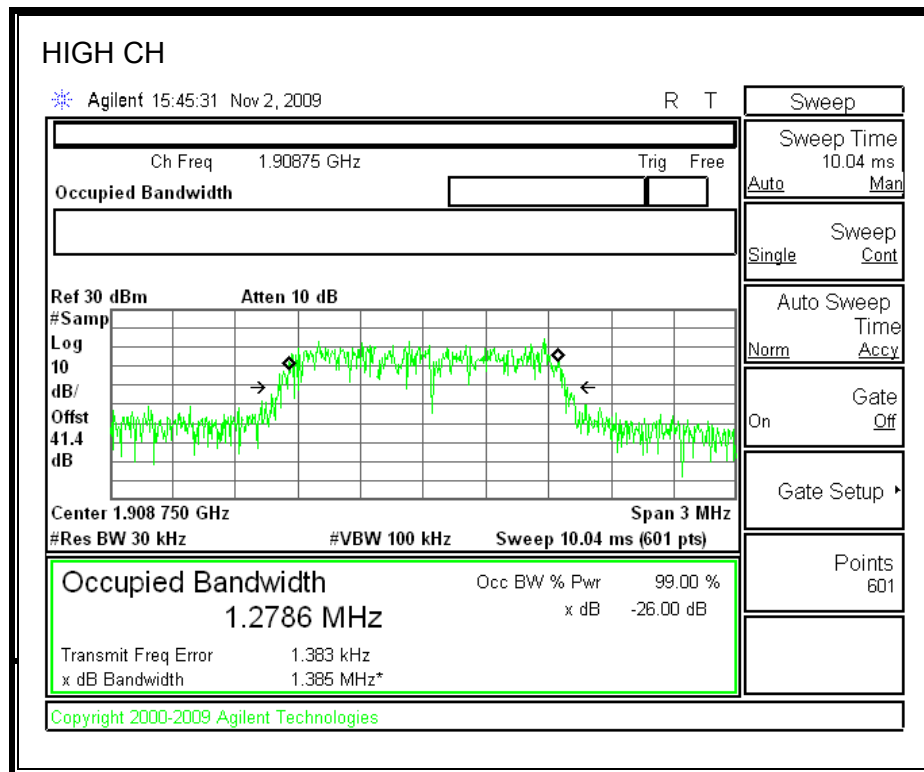 HIGH CH
Agilent 15:45:31 Nov 2, 2009 R T
Ch Freq 1.90875 GHz Trig Free
Occupied Bandwidth
Ref 30 dBm Atten 10 dB
#Samp
Log
10
dB/
Offst
41.4
dB
Center 1.908 750 GHz Span 3 MHz
#Res BW 30 kHz #VBW 100 kHz Sweep 10.04 ms (601 pts)
Occupied Bandwidth Occ BW % Pwr 99.00 %
1.2786 MHz x dB -26.00 dB
Transmit Freq Error 1.383 kHz
x dB Bandwidth 1.385 MHz*
Copyright 2000-2009 Agilent Technologies
Sweep
Sweep Time
10.04 ms
Auto Man
Sweep
Single Cont
Auto Sweep
Time
Norm Accy
Gate
On Off
Gate Setup
Points
601